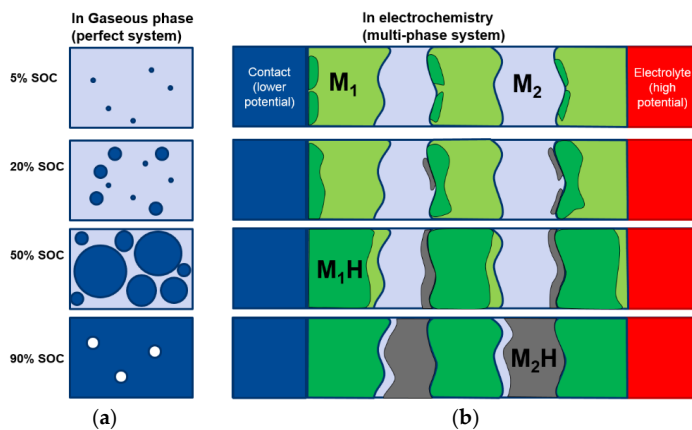 In Gaseous phase
(perfect system)
In electrochemistry
(multi-phase system)
5% SOC
Contact
(lower
potential)
M₁
M₂
Electrolyte
(high
potential)
20% SOC
50% SOC
M₁H
90% SOC
M₂H
(a)
(b)